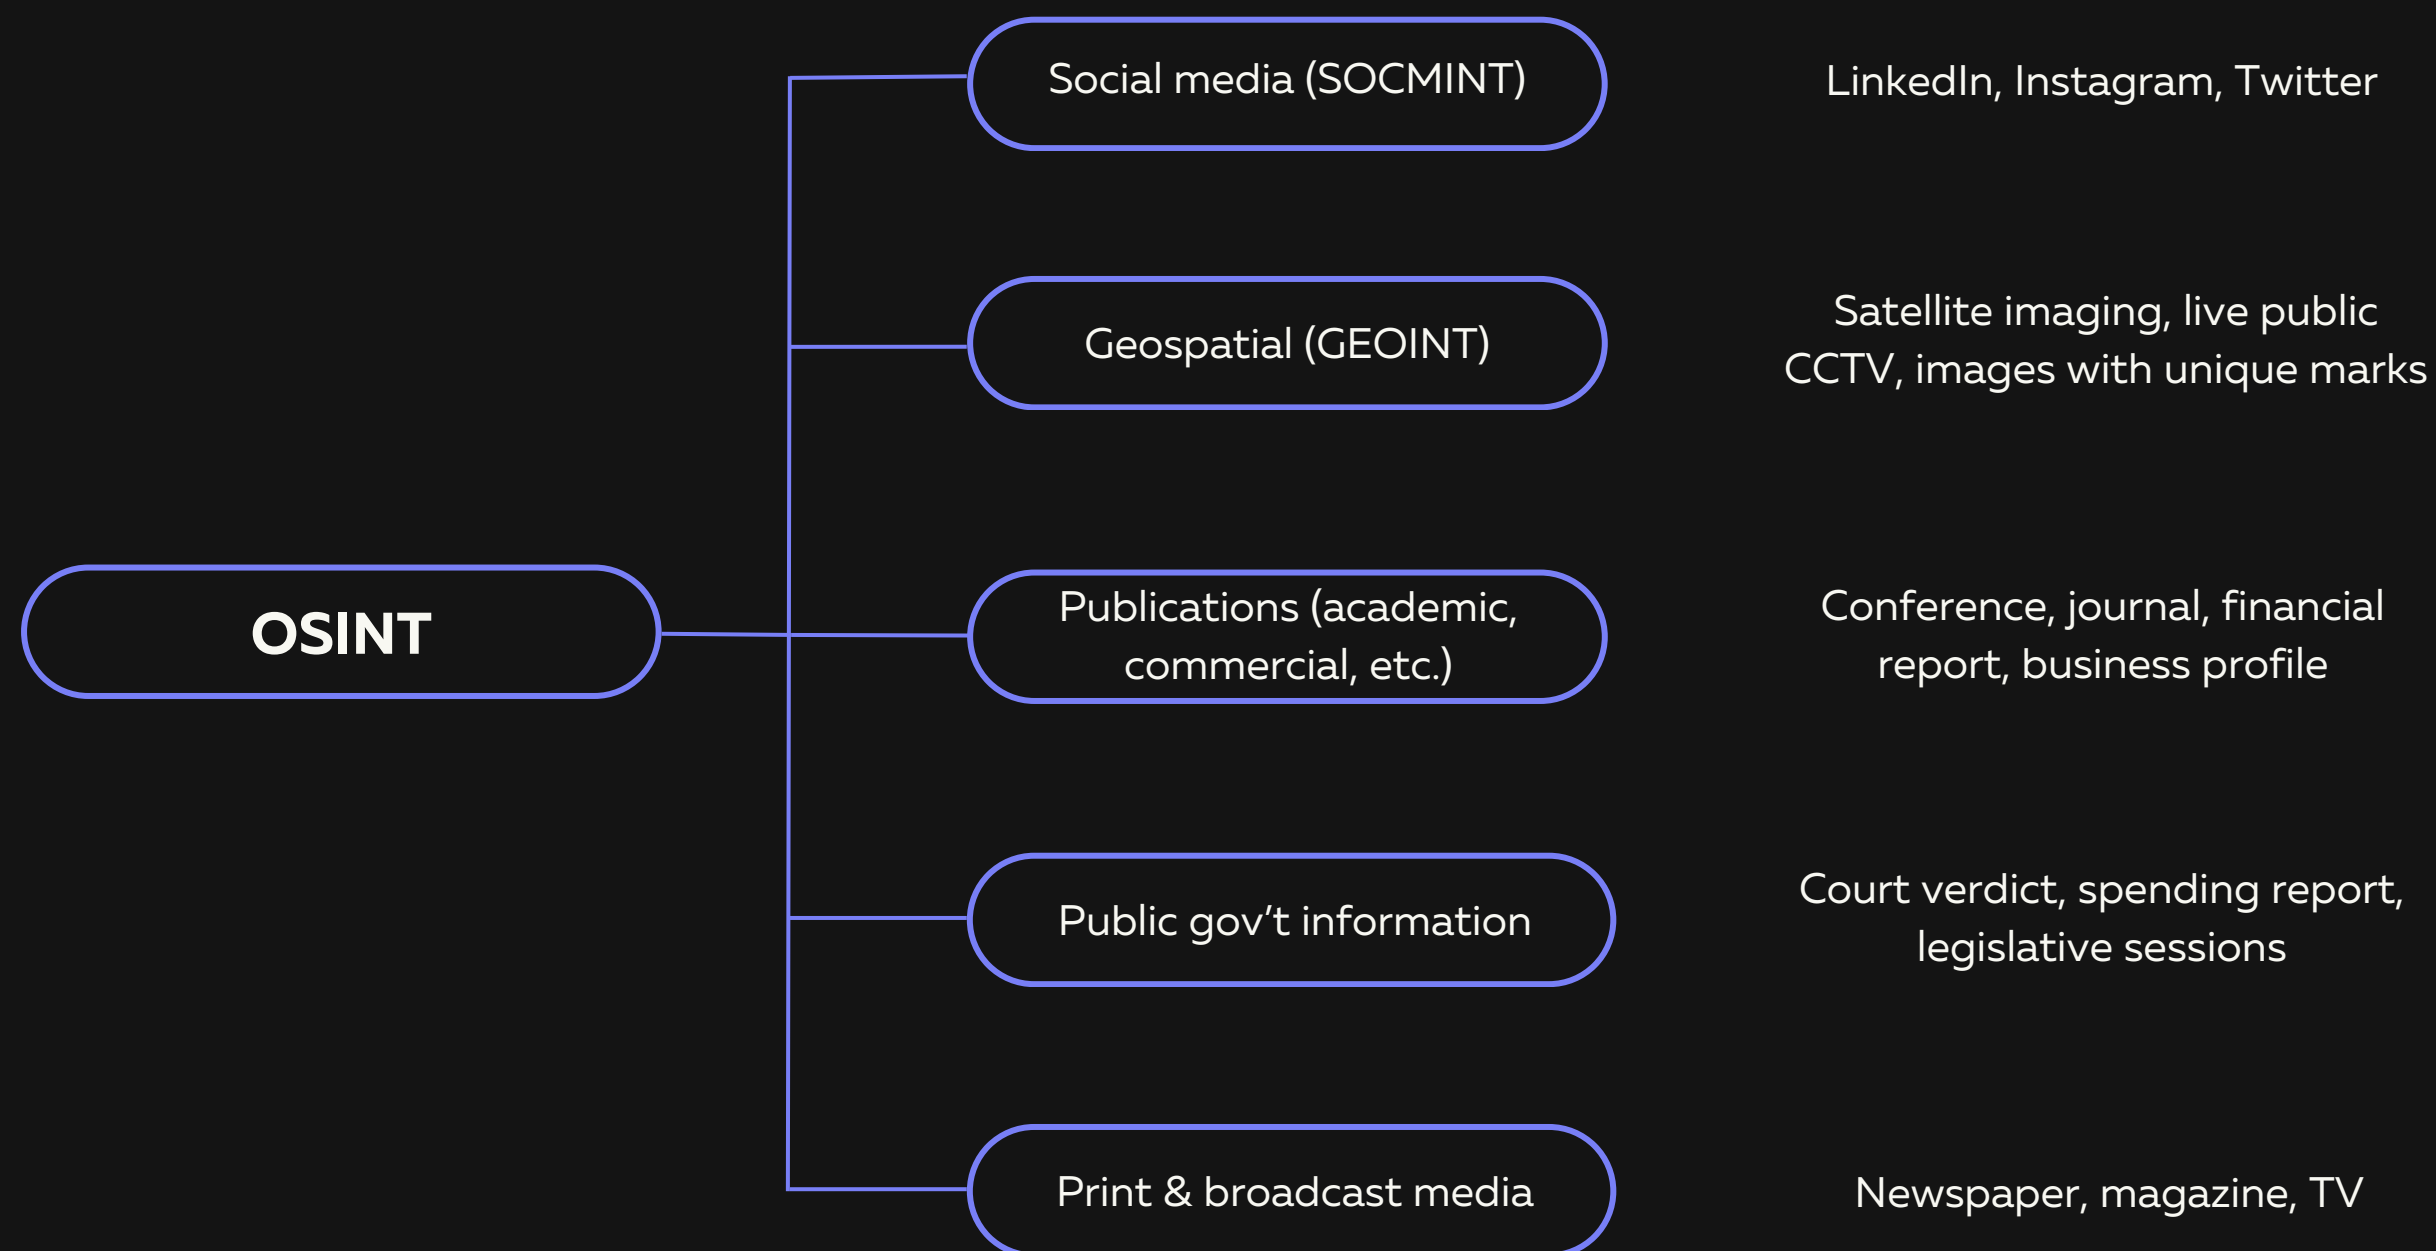 Social media (SOCMINT)
LinkedIn, Instagram, Twitter
Geospatial (GEOINT)
Satellite imaging, live public
CCTV, images with unique marks
OSINT
Publications (academic,
commercial, etc.)
Conference, journal, financial
report, business profile
Public gov’t information
Court verdict, spending report,
legislative sessions
Print & broadcast media
Newspaper, magazine, TV